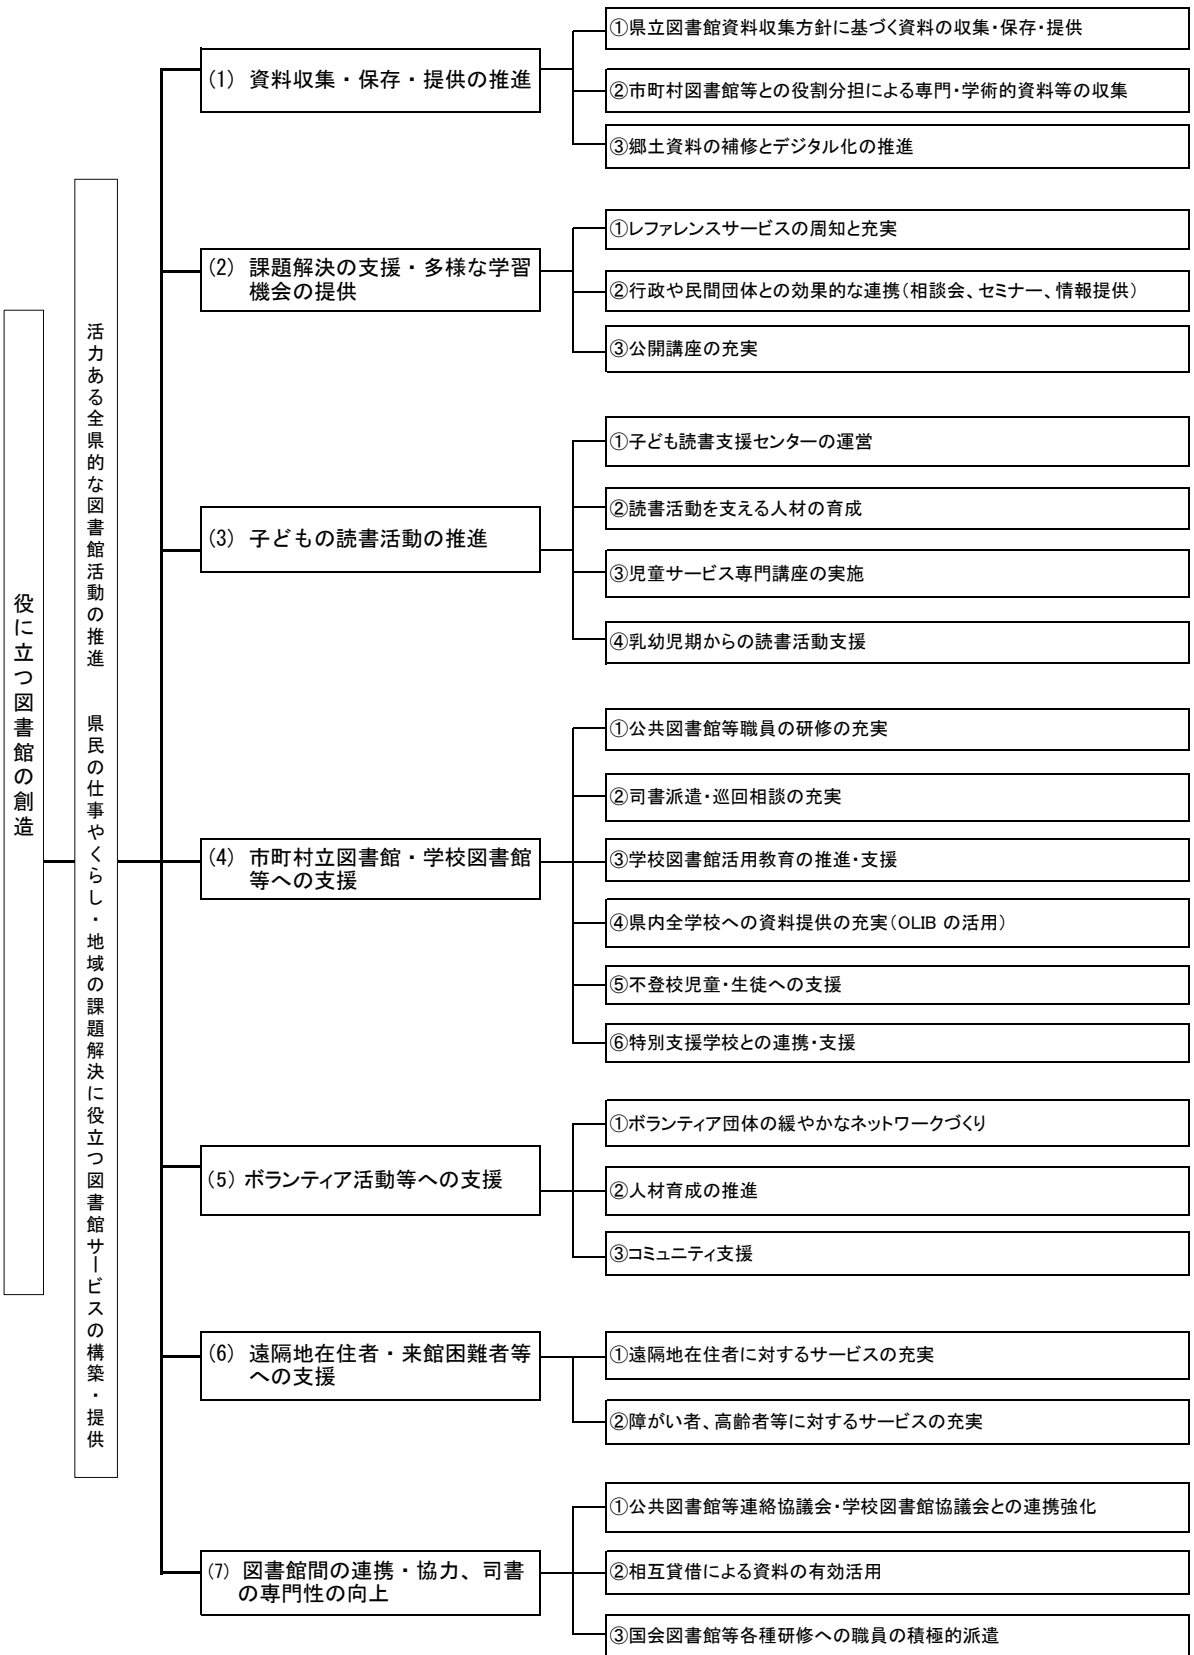 役に立つ図書館の創造
活力ある全県的な図書館活動の推進　県民の仕事やくらし・地域の課題解決に役立つ図書館サービスの構築・提供
(1) 資料収集・保存・提供の推進
①県立図書館資料収集方針に基づく資料の収集・保存・提供
②市町村図書館等との役割分担による専門・学術的資料等の収集
③郷土資料の補修とデジタル化の推進
(2) 課題解決の支援・多様な学習
機会の提供
①レファレンスサービスの周知と充実
②行政や民間団体との効果的な連携(相談会、セミナー、情報提供)
③公開講座の充実
(3) 子どもの読書活動の推進
①子ども読書支援センターの運営
②読書活動を支える人材の育成
③児童サービス専門講座の実施
④乳幼児期からの読書活動支援
(4) 市町村立図書館・学校図書館
等への支援
①公共図書館等職員の研修の充実
②司書派遣・巡回相談の充実
③学校図書館活用教育の推進・支援
④県内全学校への資料提供の充実(OLIB の活用)
⑤不登校児童・生徒への支援
⑥特別支援学校との連携・支援
(5) ボランティア活動等への支援
①ボランティア団体の緩やかなネットワークづくり
②人材育成の推進
③コミュニティ支援
(6) 遠隔地在住者・来館困難者等
への支援
①遠隔地在住者に対するサービスの充実
②障がい者、高齢者等に対するサービスの充実
(7) 図書館間の連携・協力、司書
の専門性の向上
①公共図書館等連絡協議会・学校図書館協議会との連携強化
②相互貸借による資料の有効活用
③国会図書館等各種研修への職員の積極的派遣